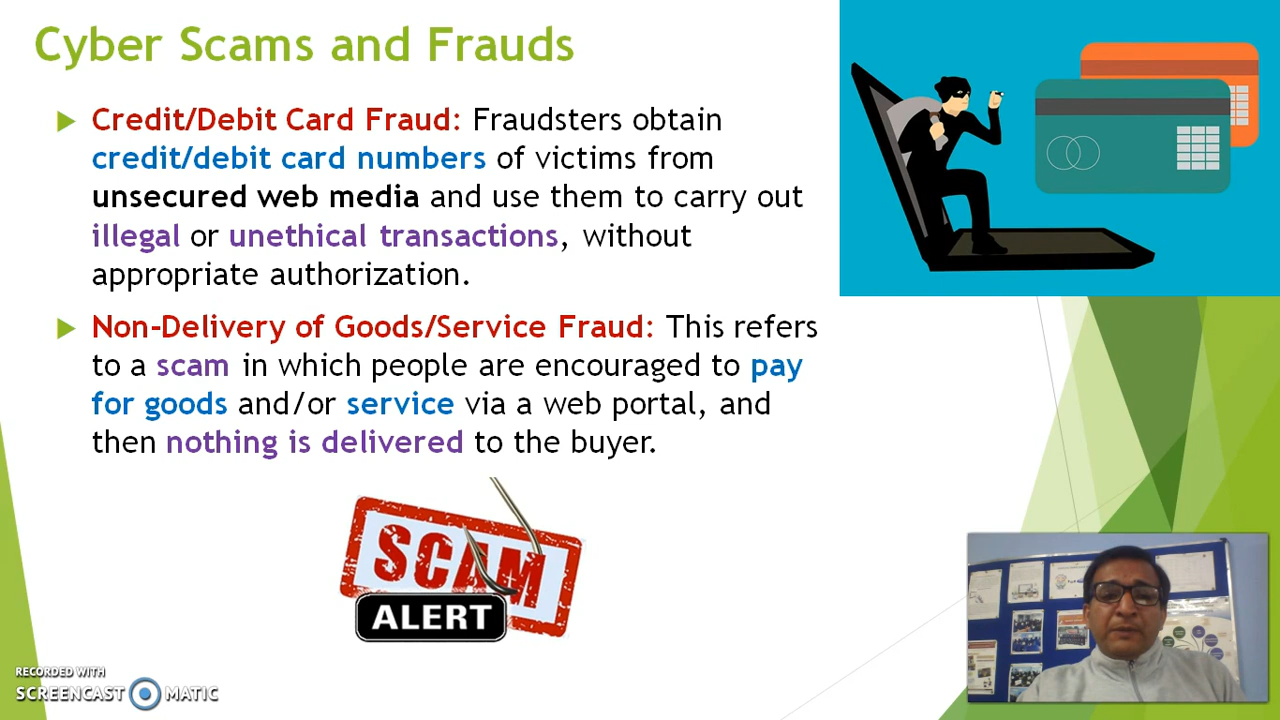 Cyber Scams and Frauds
Credit/Debit Card Fraud: Fraudsters obtain
credit/debit card numbers of victims from
unsecured web media and use them to carry out
illegal or unethical transactions, without
appropriate authorization.
Non-Delivery of Goods/Service Fraud: This refers
to a scam in which people are encouraged to pay
for goods and/or service via a web portal, and
then nothing is delivered to the buyer.
SCAM
ALERT
RECORDED WITH
SCREENCAST MATIC